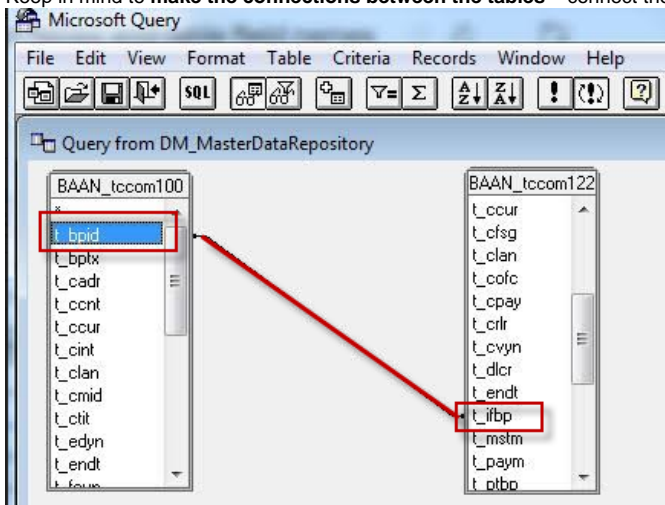 Keep in mind to make the connections between the tables – connect the
Microsoft Query
File Edit View Format Table Criteria Records Window Help
SQL
Query from DM_MasterDataRepository
BAAN_tccom100
*
t_bpid
t_bptx
t_cadr
t_ccnt
t_ccur
t_cint
t_clan
t_cmid
t_ctit
t_edyn
t_endt
BAAN_tccom122
t_ccur
t_cfsg
t_clan
t_cofc
t_cpay
t_crlr
t_cvyn
t_dlcr
t_endt
t_ifbp
t_mstm
t_paym
t_ptbp